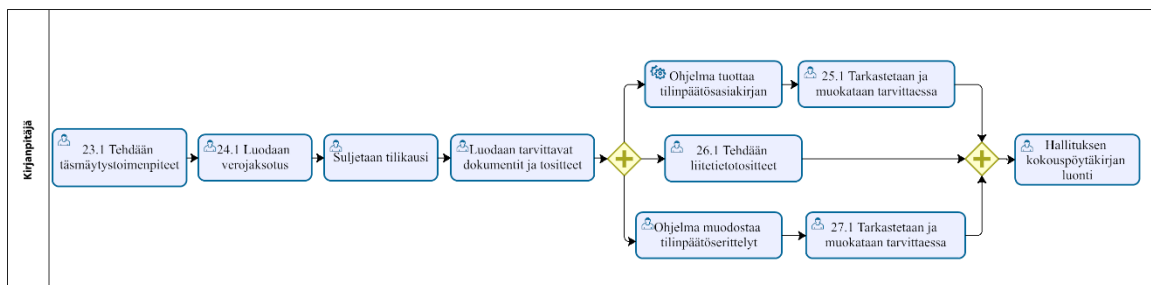 Kirjanpitäjä
23.1 Tehdään
täsmäytystoimenpiteet
24.1 Luodaan
verojaksotus
Suljetaan tilikausi
Luodaan tarvittavat
dokumentit ja tositteet
Ohjelma tuottaa
tilinpäätösasiakirjan
25.1 Tarkastetaan ja
muokataan tarvittaessa
26.1 Tehdään
liitetietotositteet
Ohjelma muodostaa
tilinpäätöserittelyt
27.1 Tarkastetaan ja
muokataan tarvittaessa
Hallituksen
kokouspöytäkirjan
luonti